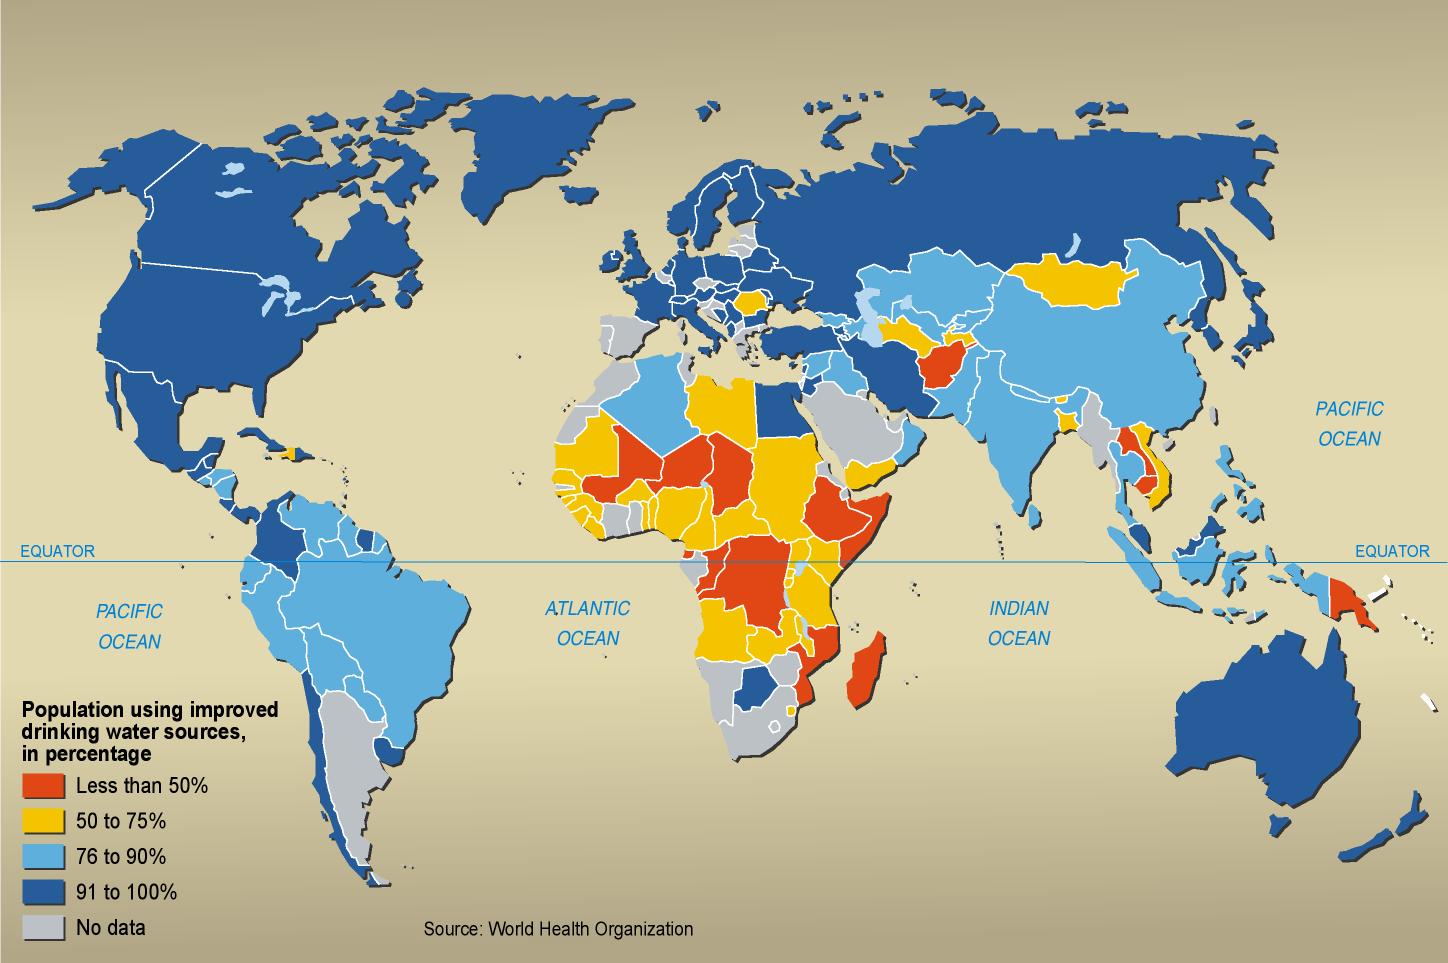 EQUATOR
EQUATOR
PACIFIC
OCEAN
PACIFIC
OCEAN
ATLANTIC
OCEAN
INDIAN
OCEAN
Population using improved
drinking water sources,
in percentage
Less than 50%
50 to 75%
76 to 90%
91 to 100%
No data
Source: World Health Organization